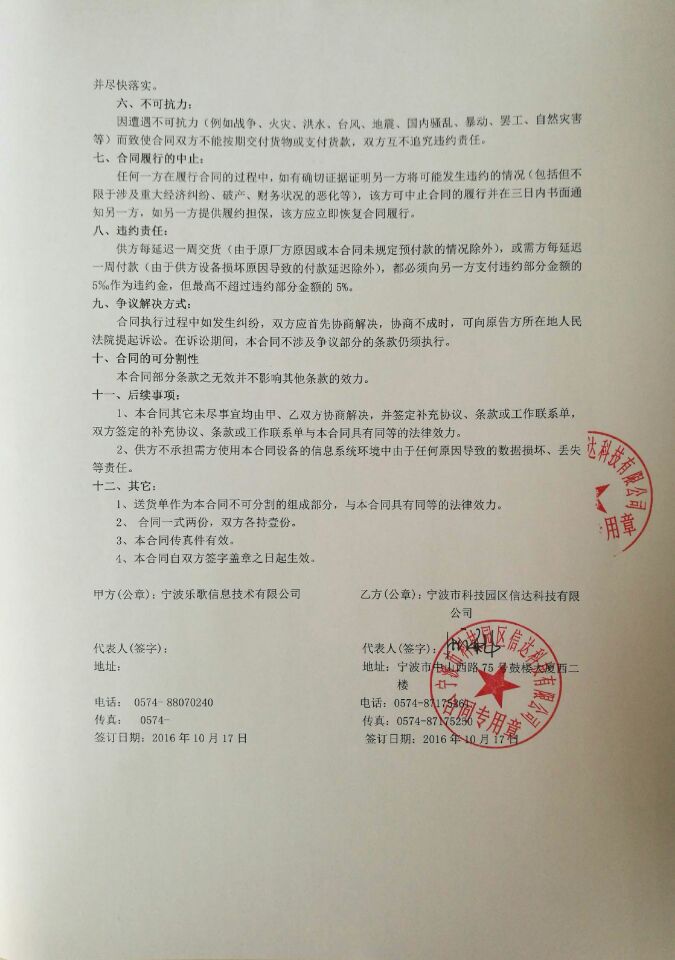 并尽快落实。
六、不可抗力：
因遭遇不可抗力（例如战争、火灾、洪水、台风、地震、国内骚乱、暴动、罢工、自然灾害
等）而致使合同双方不能按期交付货物或支付货款，双方互不追究违约责任。
七、合同履行的中止：
任何一方在履行合同的过程中，如有确切证据证明另一方将可能发生违约的情况（包括但不
限于涉及重大经济纠纷、破产、财务状况的恶化等），该方可中止合同的履行并在三日内书面通
知另一方，如另一方提供履约担保，该方应立即恢复合同履行。
八、违约责任：
供方每延迟一周交货（由于原厂方原因或本合同未规定预付款的情况除外），或需方每延迟
一周付款（由于供方设备损坏原因导致的付款延迟除外），都必须向另一方支付违约部分金额的
5‰作为违约金，但最高不超过违约部分金额的 5%。
九、争议解决方式：
合同执行过程中如发生纠纷，双方应首先协商解决，协商不成时，可向原告方所在地人民
法院提起诉讼。在诉讼期间，本合同不涉及争议部分的条款仍须执行。
十、合同的可分割性
本合同部分条款之无效并不影响其他条款的效力。
十一、后续事项：
1、本合同其它未尽事宜均由甲、乙双方协商解决，并签定补充协议、条款或工作联系单，
双方签定的补充协议、条款或工作联系单与本合同具有同等的法律效力。
2、供方不承担需方使用本合同设备的信息系统环境中由于任何原因导致的数据损坏、丢失
等责任。
十二、其它：
1、送货单作为本合同不可分割的组成部分，与本合同具有同等的法律效力。
2、 合同一式两份，双方各持壹份。
3、本合同传真件有效。
4、本合同自双方签字盖章之日起生效。
达科技有限公司
用章
甲方(公章)：宁波乐歌信息技术有限公司
乙方(公章)：宁波市科技园区信达科技有限
公司
代表人(签字)：
代表人(签字)：
地址：
地址：宁波市中山西路 75 号鼓楼大厦西二
楼
电话： 0574-88070240
电话：0574-8717
传真： 0574-
传真：0574-87175250
签订日期：2016 年 10 月 17 日
签订日期：2016 年 10 月 17 日
宁波市科技园区信达科技有限公司
合同专用章